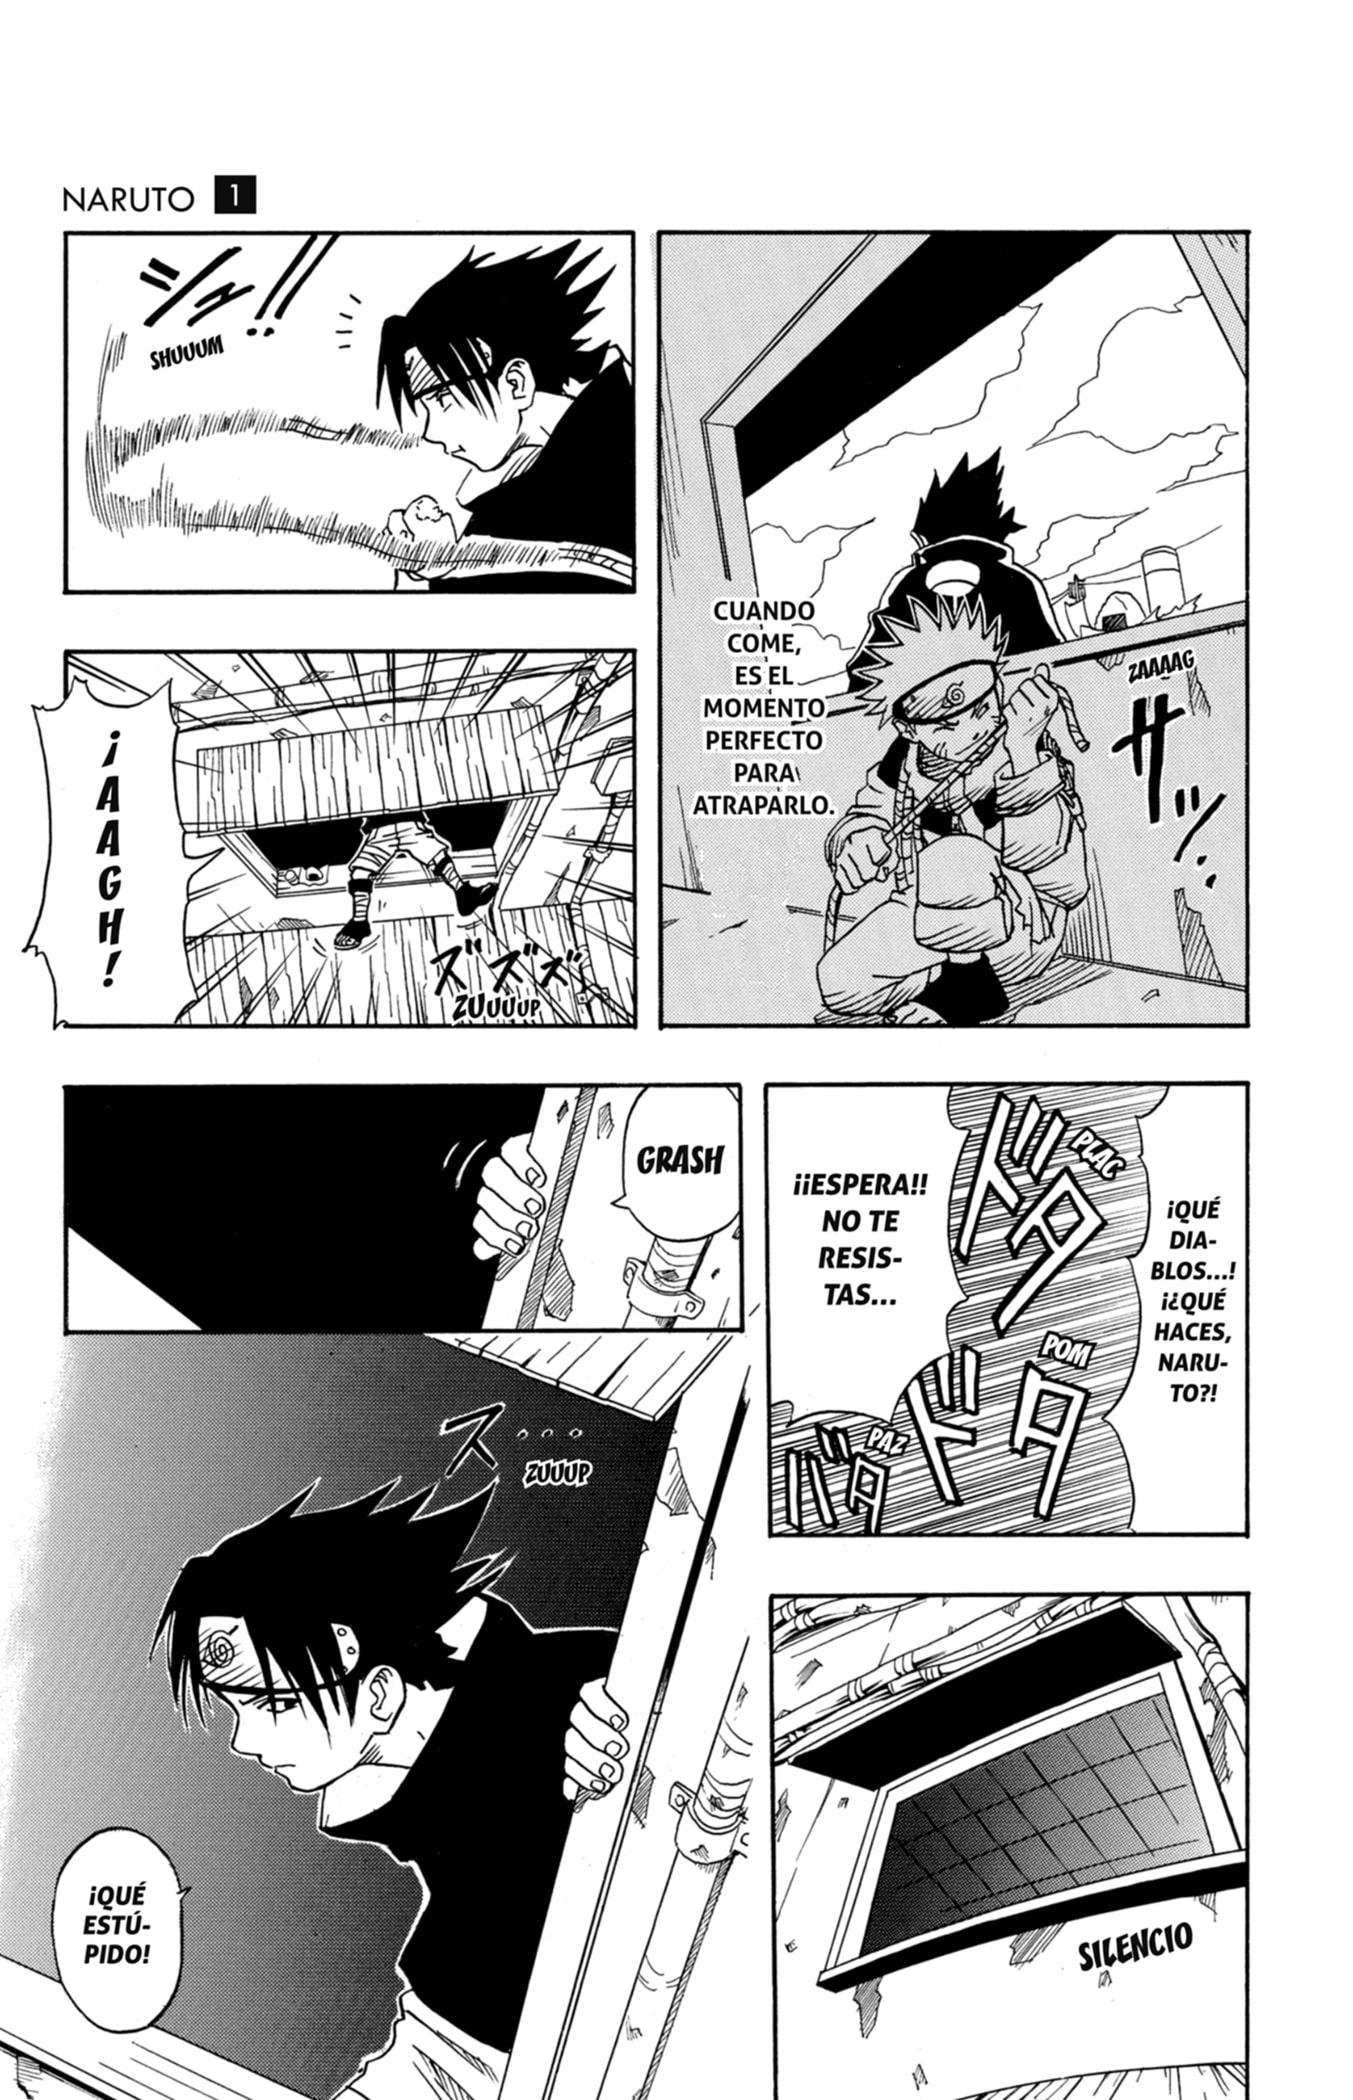 NARUTO 1
CUANDO
COME,
ES EL
MOMENTO
PERFECTO
PARA
ATRAPARLO.
ZAAAAG
ザッ
シュ!!
SHUUUM
¡AAAGH!
ズズズ
ZUUUUP
¡QUÉ
DIA-
BLOS...!
¡¿QUÉ
HACES,
NARU-
TO?!
PLAC
ドタ
¡¡ESPERA!!
NO TE
RESIS-
TAS...
POM
ドタ
PAZ
バタ
SILENCIO
GRASH
ス...
ZUUUP
¡QUÉ
ESTÚ-
PIDO!